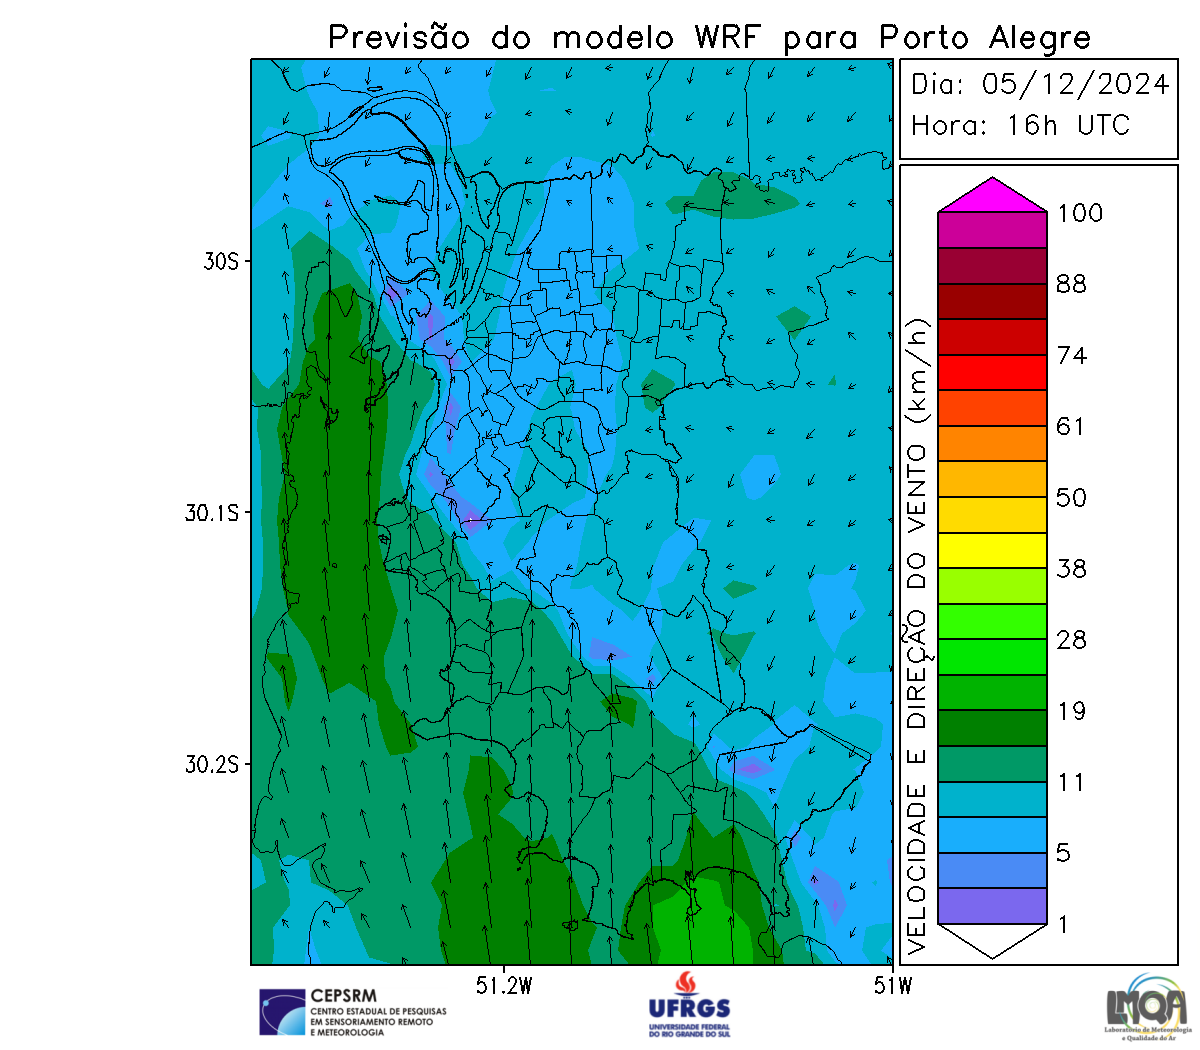 Previsão do modelo WRF para Porto Alegre
Dia: 05/12/2024
Hora: 16h UTC
30S
30.1S
30.2S
51.2W
51W
VELOCIDADE E DIREÇÃO DO VENTO (km/h)
100
88
74
61
50
38
28
19
11
5
1
CEPSRM
CENTRO ESTADUAL DE PESQUISAS
EM SENSORIAMENTO REMOTO
E METEOROLOGIA
UFRGS
UNIVERSIDADE FEDERAL
DO RIO GRANDE DO SUL
LMQA
Laboratório de Meteorologia
e Qualidade do Ar